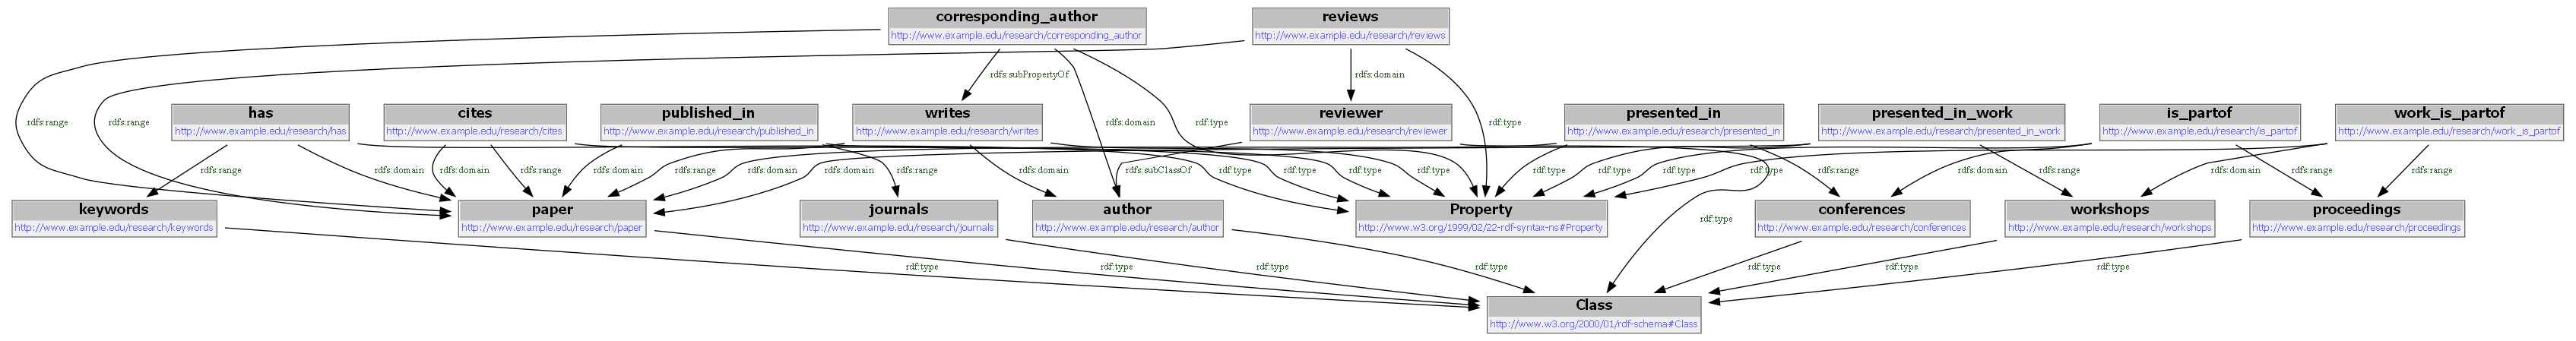 corresponding_author
http://www.example.edu/research/corresponding_author
reviews
http://www.example.edu/research/reviews
rdfs:subPropertyOf
rdfs:domain
has
http://www.example.edu/research/has
cites
http://www.example.edu/research/cites
published_in
http://www.example.edu/research/published_in
writes
http://www.example.edu/research/writes
reviewer
http://www.example.edu/research/reviewer
presented_in
http://www.example.edu/research/presented_in
presented_in_work
http://www.example.edu/research/presented_in_work
is_partof
http://www.example.edu/research/is_partof
work_is_partof
http://www.example.edu/research/work_is_partof
rdfs:range
rdfs:range
rdfs:domain
rdf:type
rdf:type
rdfs:range
rdfs:domain
rdfs:domain
rdfs:range
rdfs:domain
rdfs:range
rdfs:domain
rdfs:domain
rdfs:range
rdfs:domain
rdfs:subClassOf
rdf:type
rdf:type
rdf:type
rdf:type
rdf:type
rdf:type
rdf:type
rdf:type
rdfs:range
rdfs:domain
rdfs:range
rdfs:domain
rdfs:range
rdfs:range
keywords
http://www.example.edu/research/keywords
paper
http://www.example.edu/research/paper
journals
http://www.example.edu/research/journals
author
http://www.example.edu/research/author
Property
http://www.w3.org/1999/02/22-rdf-syntax-ns#Property
conferences
http://www.example.edu/research/conferences
workshops
http://www.example.edu/research/workshops
proceedings
http://www.example.edu/research/proceedings
rdf:type
rdf:type
rdf:type
rdf:type
rdf:type
rdf:type
rdf:type
rdf:type
Class
http://www.w3.org/2000/01/rdf-schema#Class